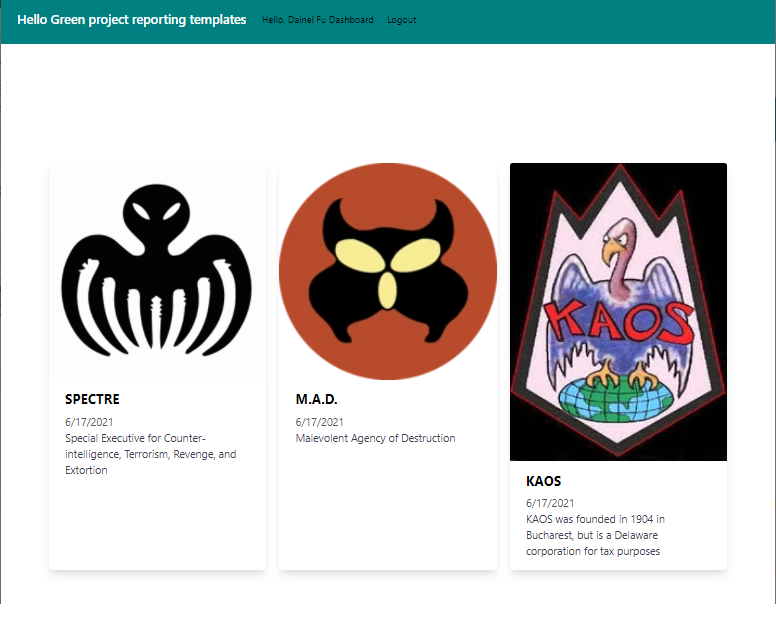 Hello Green project reporting templates
Hello, Dainel Fu Dashboard
Logout
KAOS
SPECTRE
6/17/2021
Special Executive for Counter-
intelligence, Terrorism, Revenge, and
Extortion
M.A.D.
6/17/2021
Malevolent Agency of Destruction
KAOS
6/17/2021
KAOS was founded in 1904 in
Bucharest, but is a Delaware
corporation for tax purposes